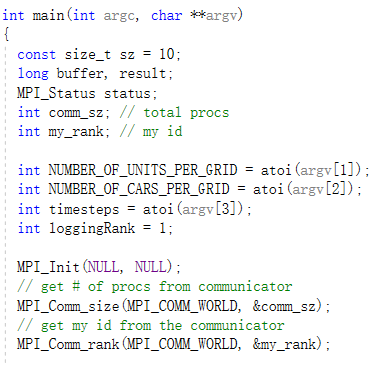 int main(int argc, char **argv)
{
const size_t sz = 10;
long buffer, result;
MPI_Status status;
int comm_sz; // total procs
int my_rank; // my id
int NUMBER_OF_UNITS_PER_GRID = atoi(argv[1]);
int NUMBER_OF_CARS_PER_GRID = atoi(argv[2]);
int timesteps = atoi(argv[3]);
int loggingRank = 1;
MPI_Init(NULL, NULL);
// get # of procs from communicator
MPI_Comm_size(MPI_COMM_WORLD, &comm_sz);
// get my id from the communicator
MPI_Comm_rank(MPI_COMM_WORLD, &my_rank);